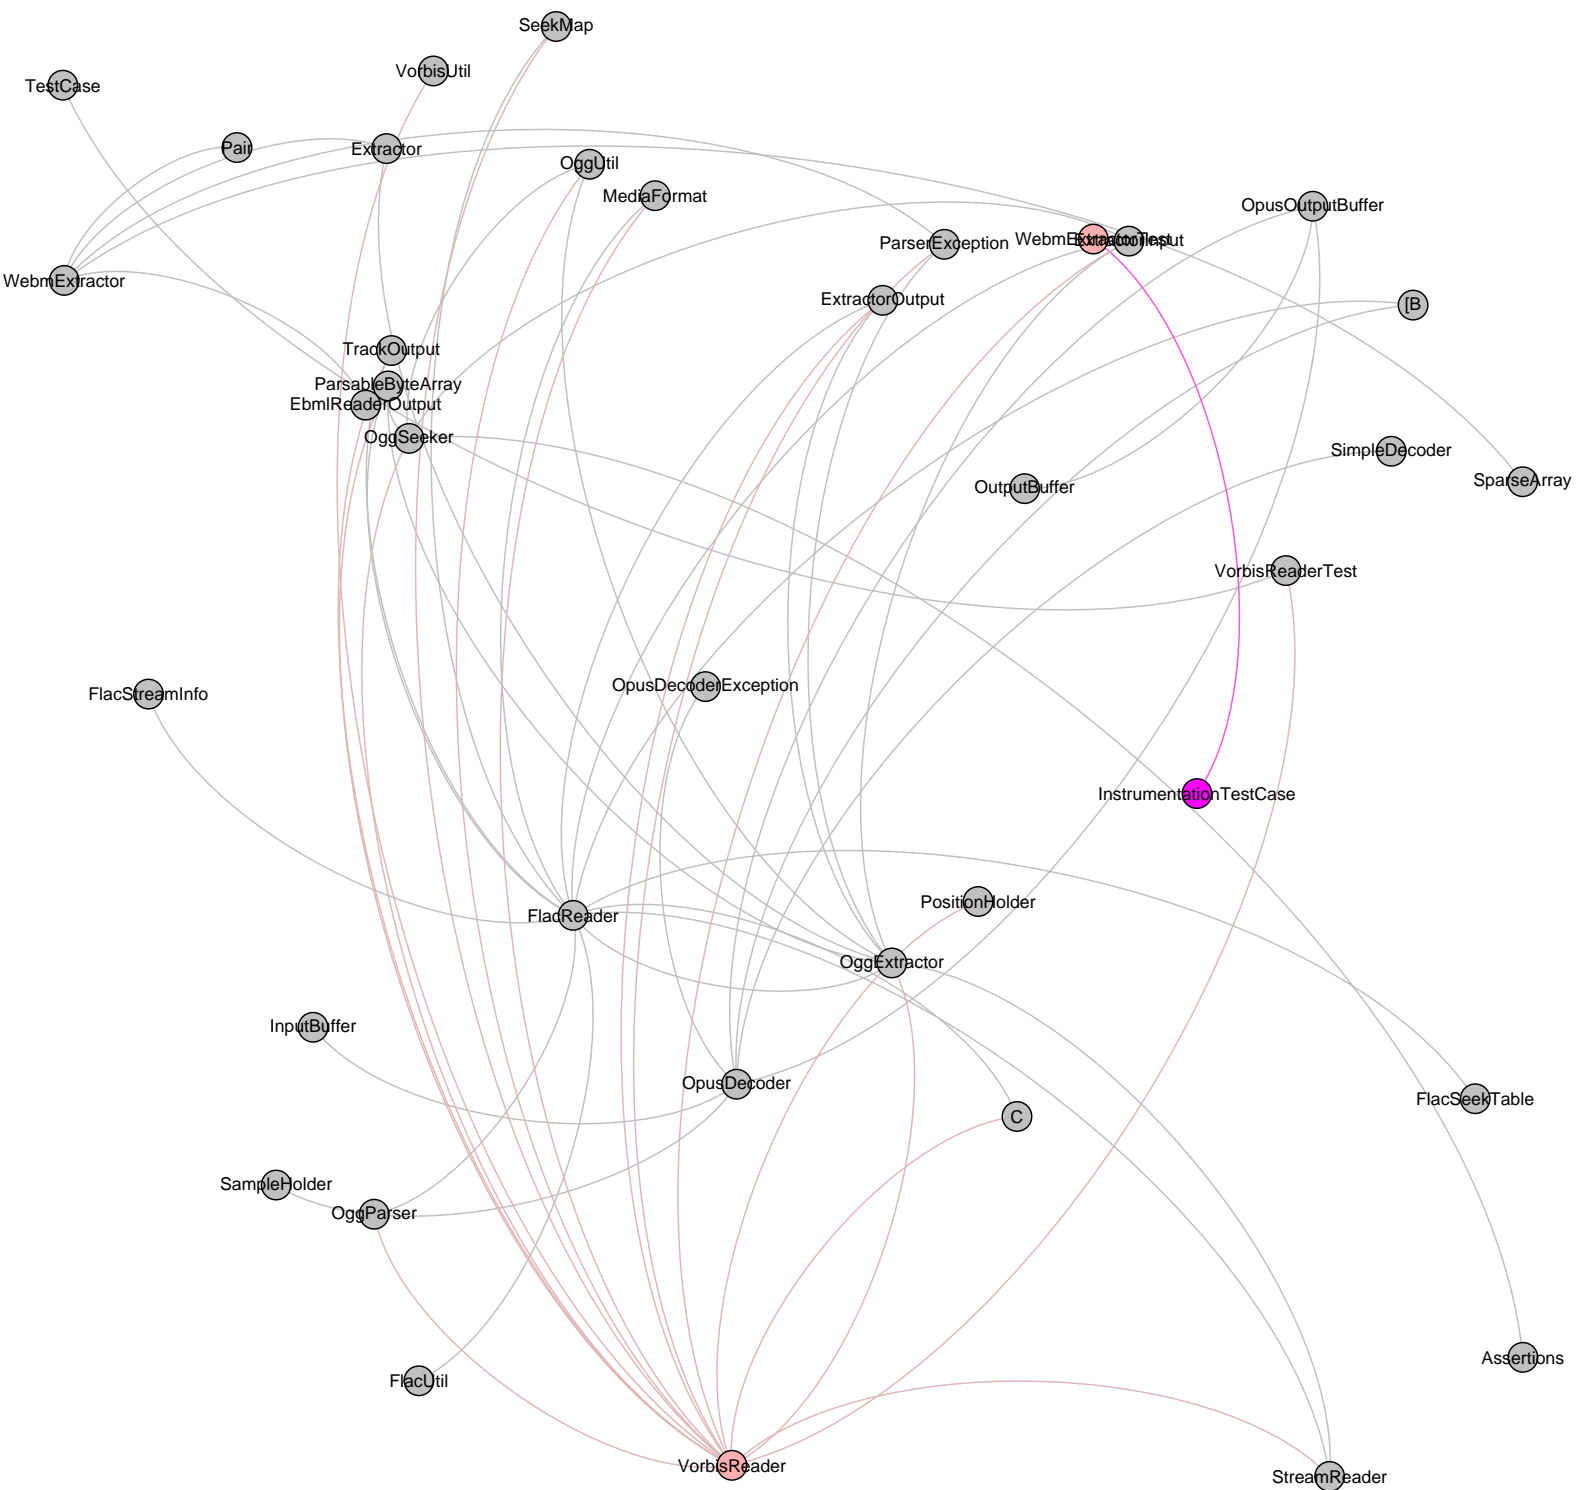 SeekMap
VorbisUtil
TestCase
Pair
Extractor
OggUtil
MediaFormat
OpusOutputBuffer
ParserException
WebmExtractorTest
ExtractorInput
WebmExtractor
ExtractorOutput
[B
TrackOutput
ParsableByteArray
EbmlReaderOutput
OggSeeker
SimpleDecoder
SparseArray
OutputBuffer
VorbisReaderTest
OpusDecoderException
FlacStreamInfo
InstrumentationTestCase
PositionHolder
FlacReader
OggExtractor
InputBuffer
OpusDecoder
FlacSeekTable
C
SampleHolder
OggParser
Assertions
FlacUtil
VorbisReader
StreamReader